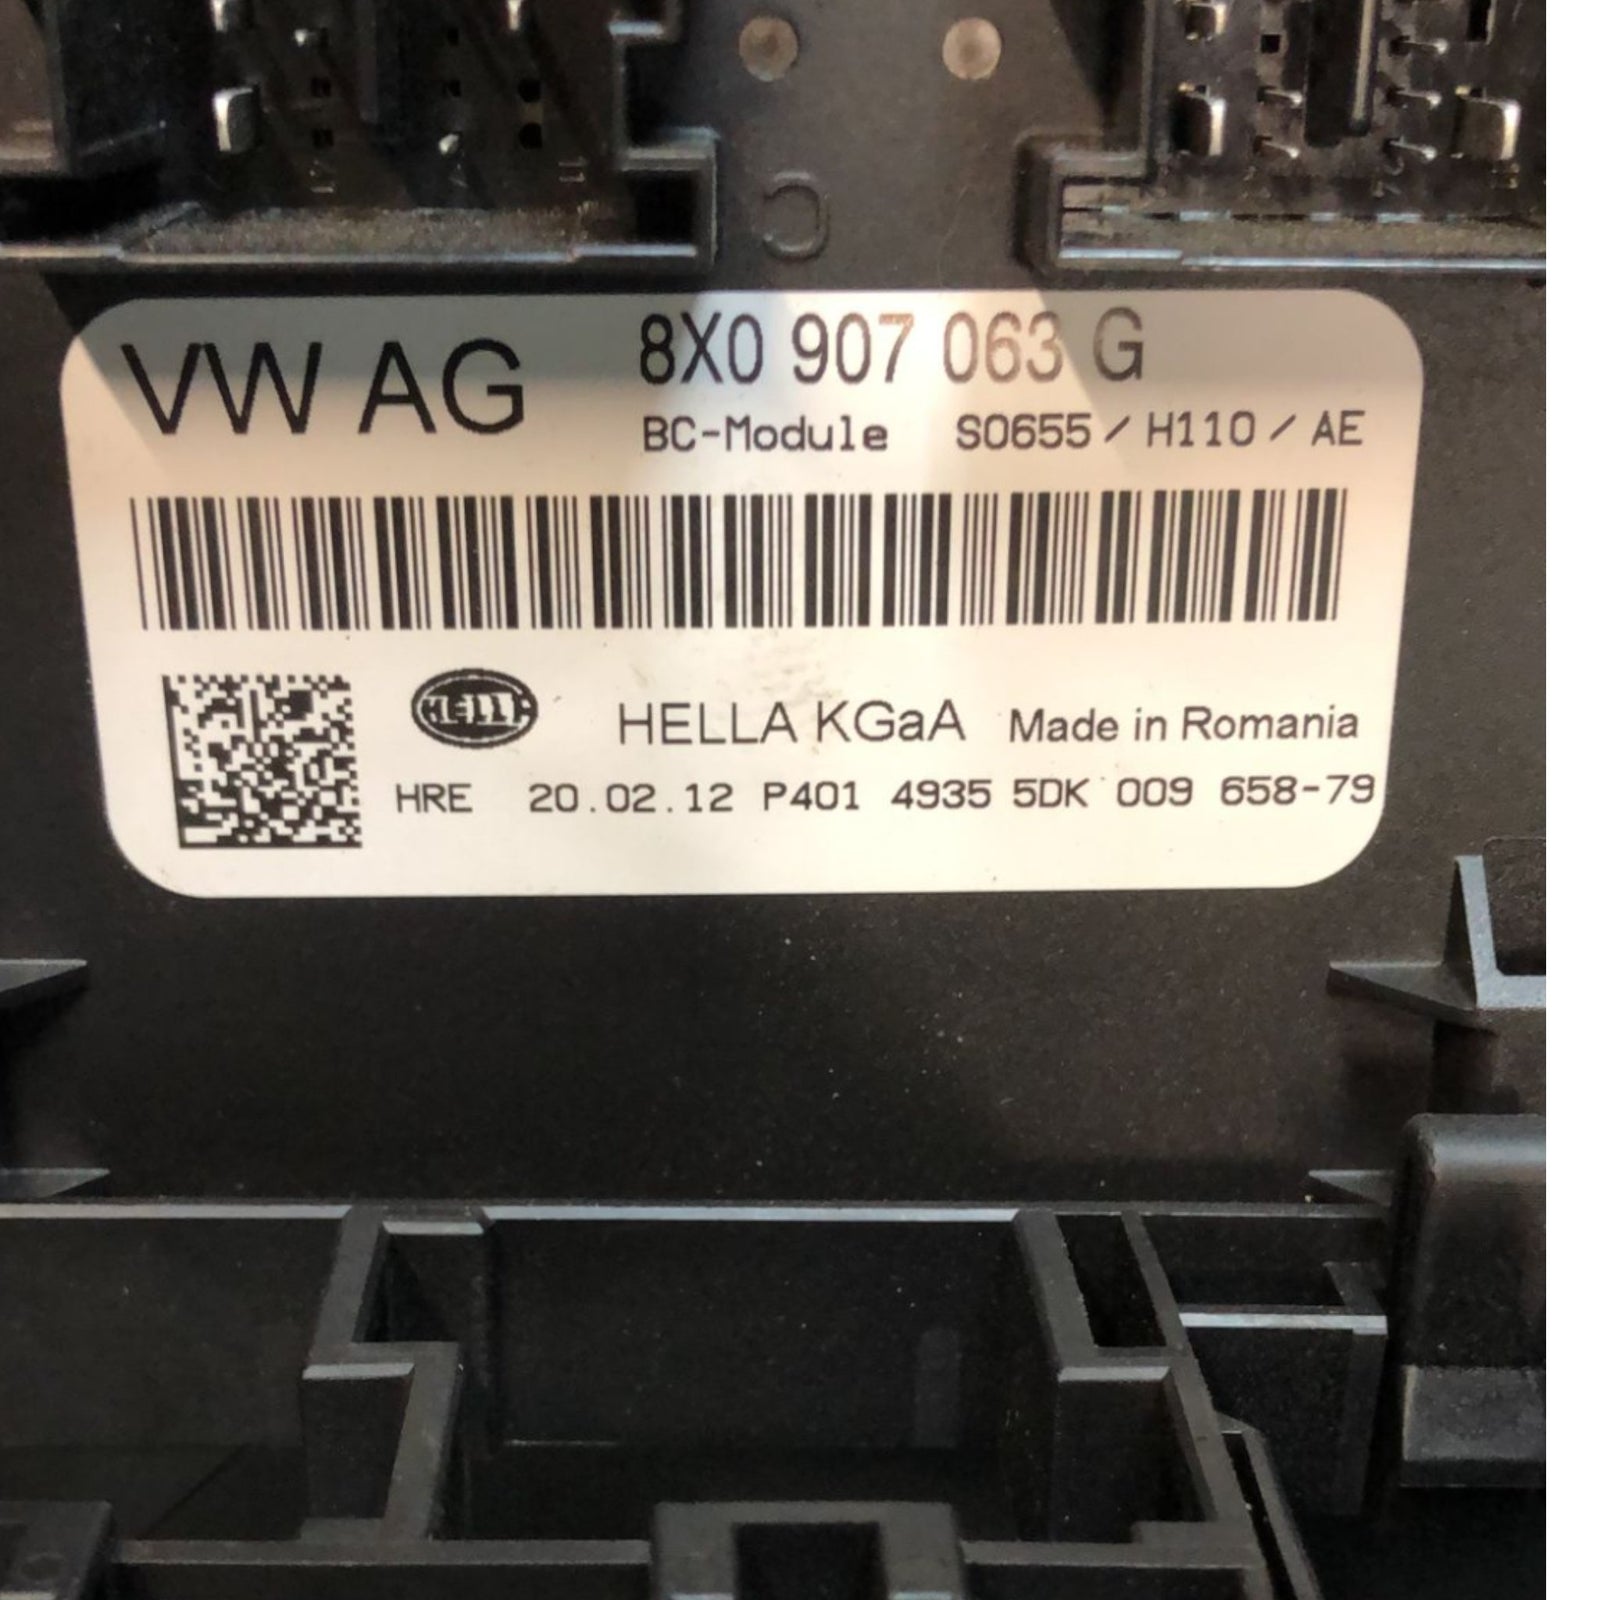 C
VW AG 8X0 907 063 G
BC-Module S0655 / H110 / AE
HELLA HELLA KGaA Made in Romania
HRE 20.02.12 P401 4935 5DK 009 658-79